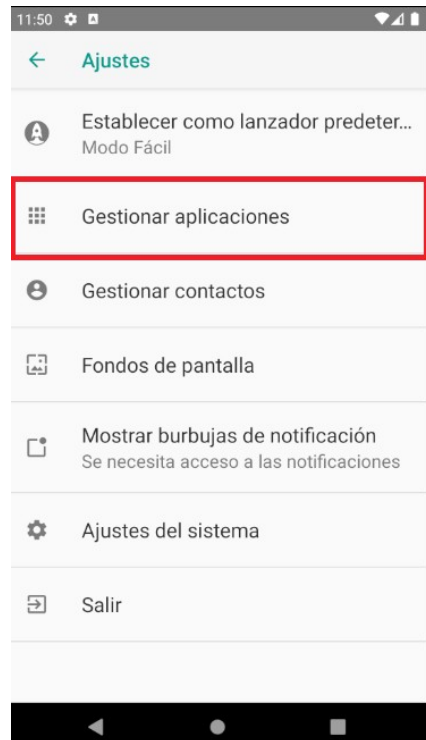 11:50
Ajustes
Establecer como lanzador predeter...
Modo Fácil
Gestionar aplicaciones
Gestionar contactos
Fondos de pantalla
Mostrar burbujas de notificación
Se necesita acceso a las notificaciones
Ajustes del sistema
Salir